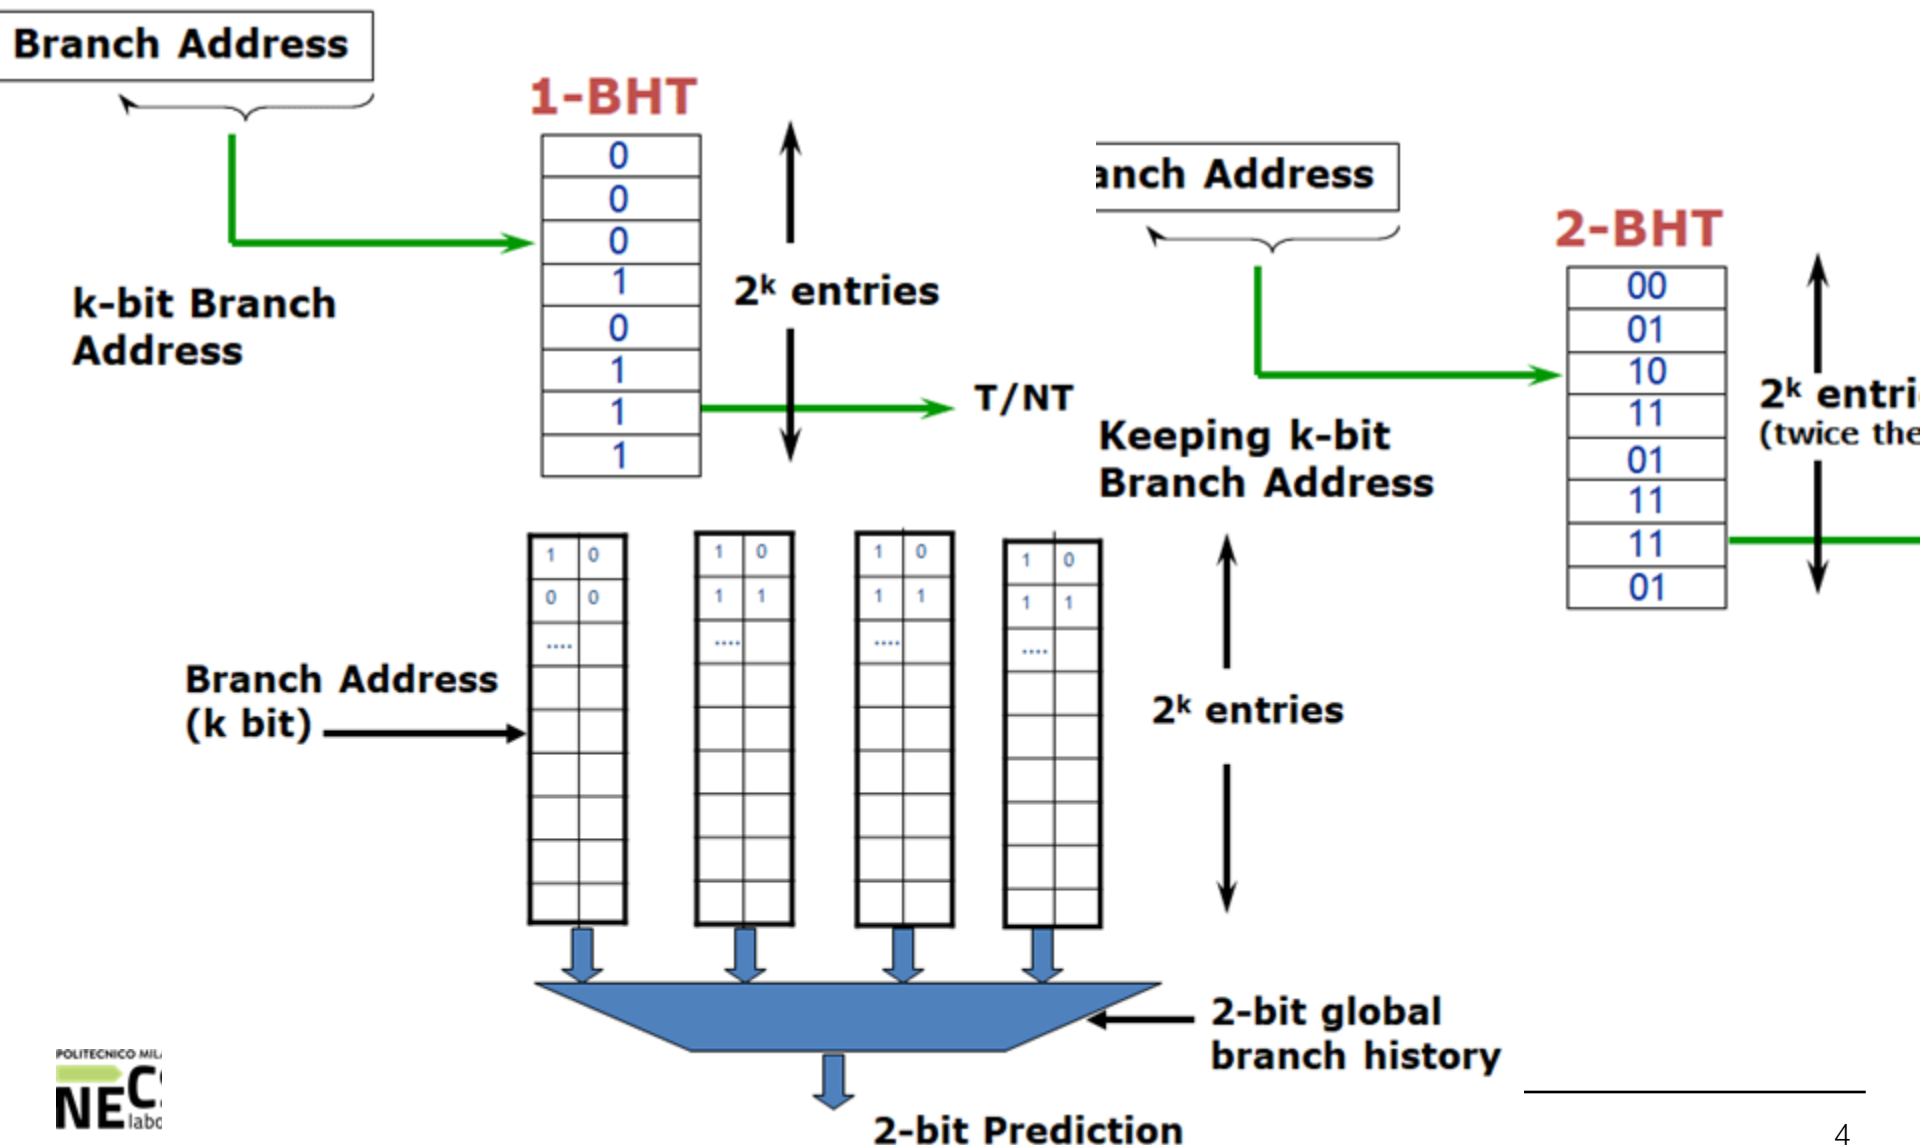 Branch Address
1-BHT
0
0
0
1
0
1
1
1
2ᵏ entries
T/NT
k-bit Branch
Address
anch Address
2-BHT
00
01
10
11
01
11
11
01
2ᵏ entri
(twice the
Keeping k-bit
Branch Address
Branch Address
(k bit)
1 0
0 0
....
1 0
1 1
....
1 0
1 1
....
1 0
1 1
....
2ᵏ entries
2-bit global
branch history
2-bit Prediction
POLITECNICO MIL
NECS
lab
4